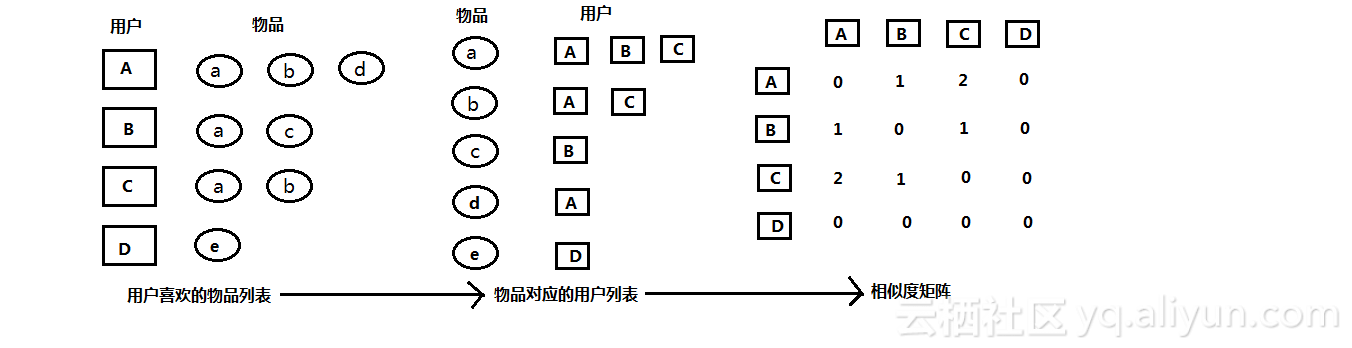 用户 物品
A a b d
B a c
C a b
D e
用户喜欢的物品列表
物品 用户
a A B C
b A C
c B
d A
e D
物品对应的用户列表
A B C D
A 0 1 2 0
B 1 0 1 0
C 2 1 0 0
D 0 0 0 0
相似度矩阵
云栖社区 yq.aliyun.com